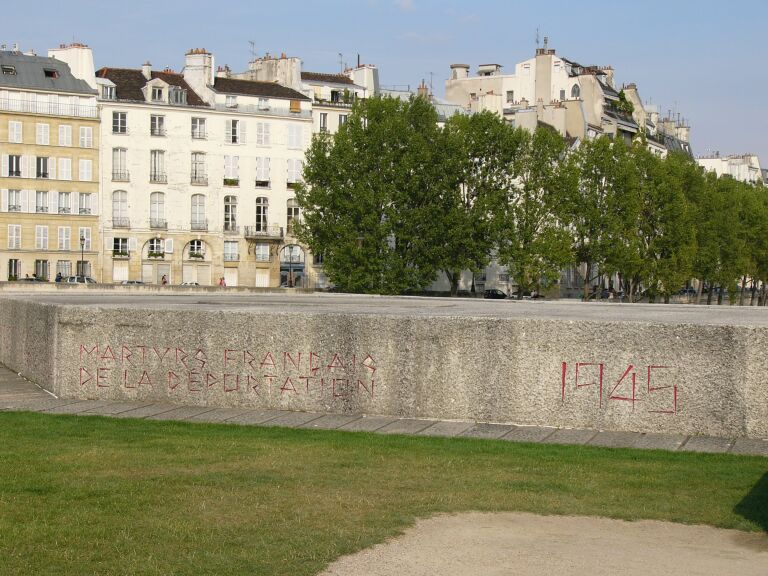 MARTYRS FRANÇAIS
DE LA DÉPORTATION
1945